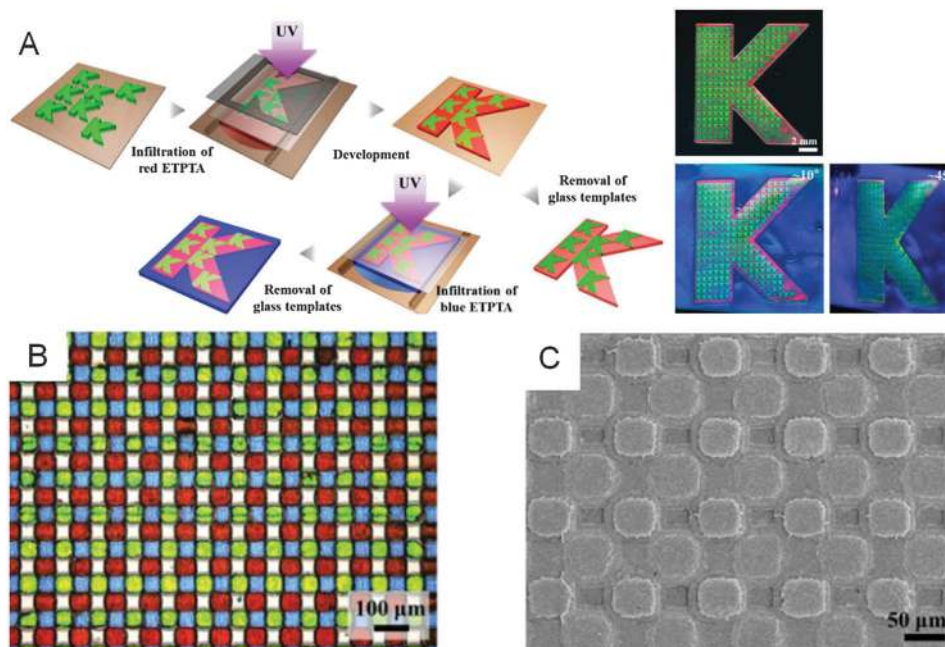 A
UV
Infiltration of
red ETPTA
Development
2 mm
~10°
UV
Removal of
glass templates
Removal of
glass templates
Infiltration of
blue ETPTA
B
100 µm
C
50 µm